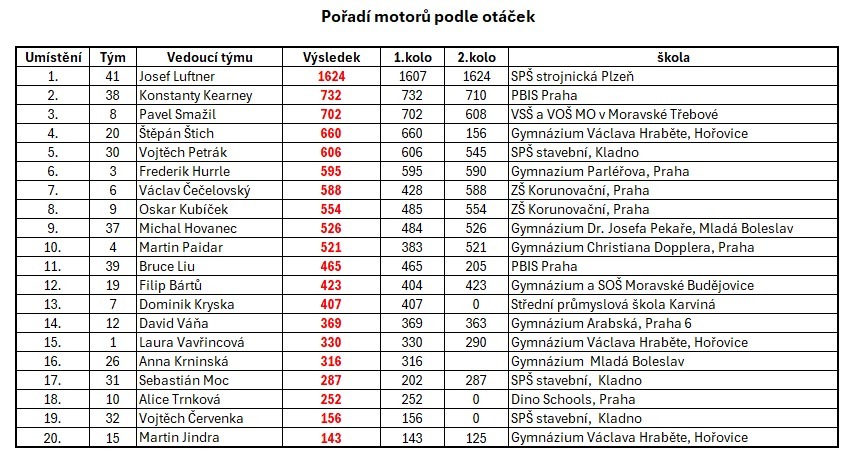 Pořadí motorů podle otáček
Umístění Tým Vedoucí týmu Výsledek 1.kolo 2.kolo škola
1. 41 Josef Luftner 1624 1607 1624 SPŠ strojnická Plzeň
2. 38 Konstanty Kearney 732 732 710 PBIS Praha
3. 8 Pavel Smažil 702 702 608 VSŠ a VOŠ MO v Moravské Třebové
4. 20 Štěpán Štich 660 660 156 Gymnázium Václava Hraběte, Hořovice
5. 30 Vojtěch Petrák 606 606 545 SPŠ stavební, Kladno
6. 3 Frederik Hurrle 595 595 590 Gymnazium Parléřova, Praha
7. 6 Václav Čečelovský 588 428 588 ZŠ Korunovační, Praha
8. 9 Oskar Kubíček 554 485 554 ZŠ Korunovační, Praha
9. 37 Michal Hovanec 526 484 526 Gymnázium Dr. Josefa Pekaře, Mladá Boleslav
10. 4 Martin Paidar 521 383 521 Gymnázium Christiana Dopplera, Praha
11. 39 Bruce Liu 465 465 205 PBIS Praha
12. 19 Filip Bártů 423 404 423 Gymnázium a SOŠ Moravské Budějovice
13. 7 Dominik Kryska 407 407 0 Střední průmyslová škola Karviná
14. 12 David Váňa 369 369 363 Gymnázium Arabská, Praha 6
15. 1 Laura Vavřincová 330 330 290 Gymnázium Václava Hraběte, Hořovice
16. 26 Anna Krninská 316 316 Gymnázium Mladá Boleslav
17. 31 Sebastián Moc 287 202 287 SPŠ stavební, Kladno
18. 10 Alice Trnková 252 252 0 Dino Schools, Praha
19. 32 Vojtěch Červenka 156 156 0 SPŠ stavební, Kladno
20. 15 Martin Jindra 143 143 125 Gymnázium Václava Hraběte, Hořovice